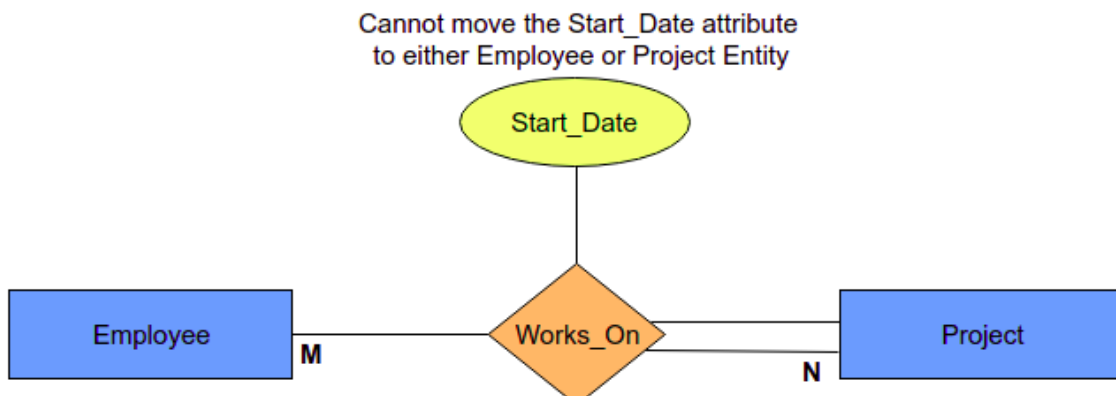 Cannot move the Start_Date attribute
to either Employee or Project Entity
Start_Date
Employee
Works_On
Project
M
N